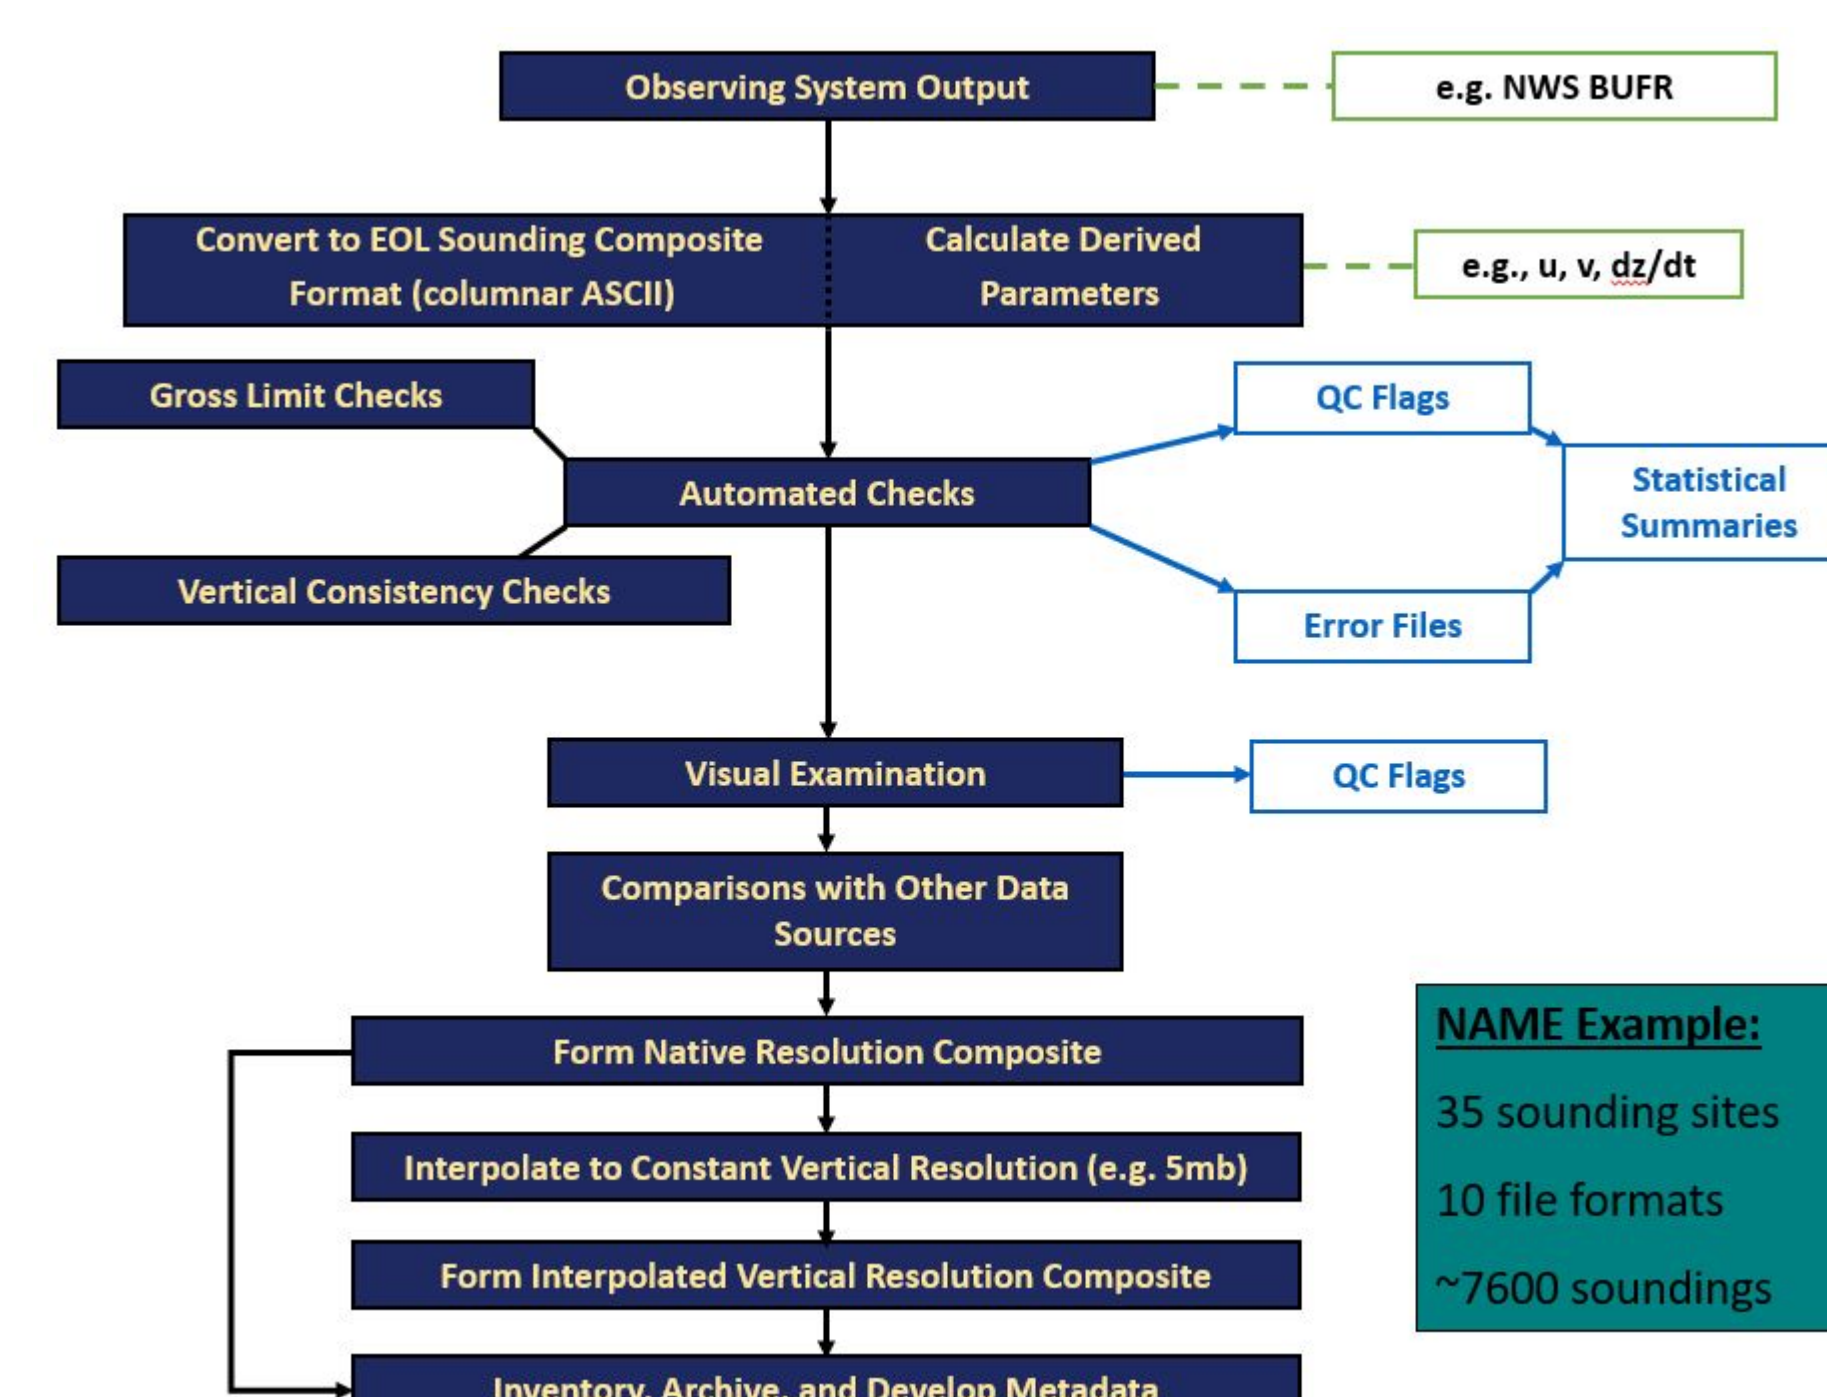 Observing System Output
e.g. NWS BUFR
Convert to EOL Sounding Composite
Format (columnar ASCII)
Calculate Derived
Parameters
e.g., u, v, dz/dt
Gross Limit Checks
QC Flags
Automated Checks
Statistical
Summaries
Vertical Consistency Checks
Error Files
Visual Examination
QC Flags
Comparisons with Other Data
Sources
Form Native Resolution Composite
Interpolate to Constant Vertical Resolution (e.g. 5mb)
Form Interpolated Vertical Resolution Composite
Inventory, Archive, and Develop Metadata
NAME Example:
35 sounding sites
10 file formats
~7600 soundings